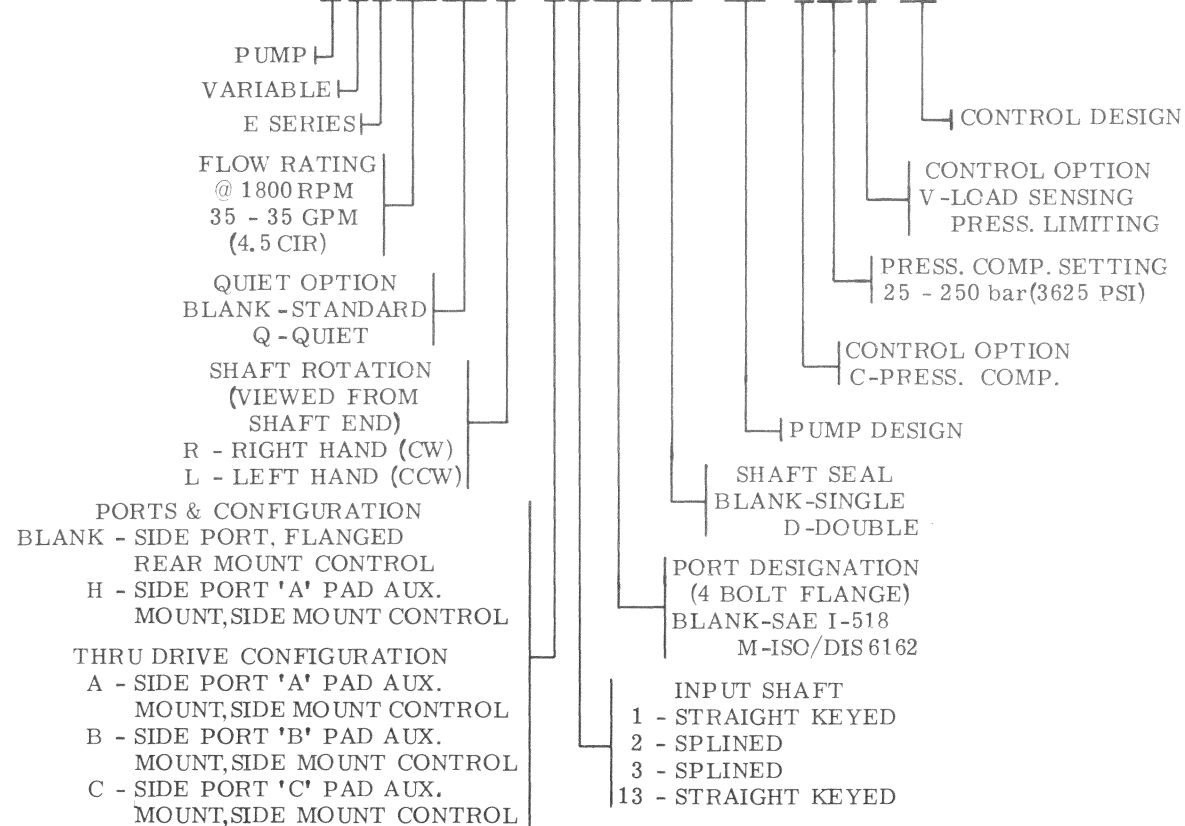 PUMP
VARIABLE
E SERIES
FLOW RATING
@ 1800 RPM
35 - 35 GPM
(4.5 CIR)
QUIET OPTION
BLANK - STANDARD
Q - QUIET
SHAFT ROTATION
(VIEWED FROM
SHAFT END)
R - RIGHT HAND (CW)
L - LEFT HAND (CCW)
PORTS & CONFIGURATION
BLANK - SIDE PORT, FLANGED
REAR MOUNT CONTROL
H - SIDE PORT 'A' PAD AUX.
MOUNT, SIDE MOUNT CONTROL
THRU DRIVE CONFIGURATION
A - SIDE PORT 'A' PAD AUX.
MOUNT, SIDE MOUNT CONTROL
B - SIDE PORT 'B' PAD AUX.
MOUNT, SIDE MOUNT CONTROL
C - SIDE PORT 'C' PAD AUX.
MOUNT, SIDE MOUNT CONTROL
CONTROL DESIGN
CONTROL OPTION
V - LOAD SENSING
PRESS. LIMITING
PRESS. COMP. SETTING
25 - 250 bar (3625 PSI)
CONTROL OPTION
C-PRESS. COMP.
PUMP DESIGN
SHAFT SEAL
BLANK-SINGLE
D-DOUBLE
PORT DESIGNATION
(4 BOLT FLANGE)
BLANK-SAE I-518
M-ISO/DIS 6162
INPUT SHAFT
1 - STRAIGHT KEYED
2 - SPLINED
3 - SPLINED
13 - STRAIGHT KEYED